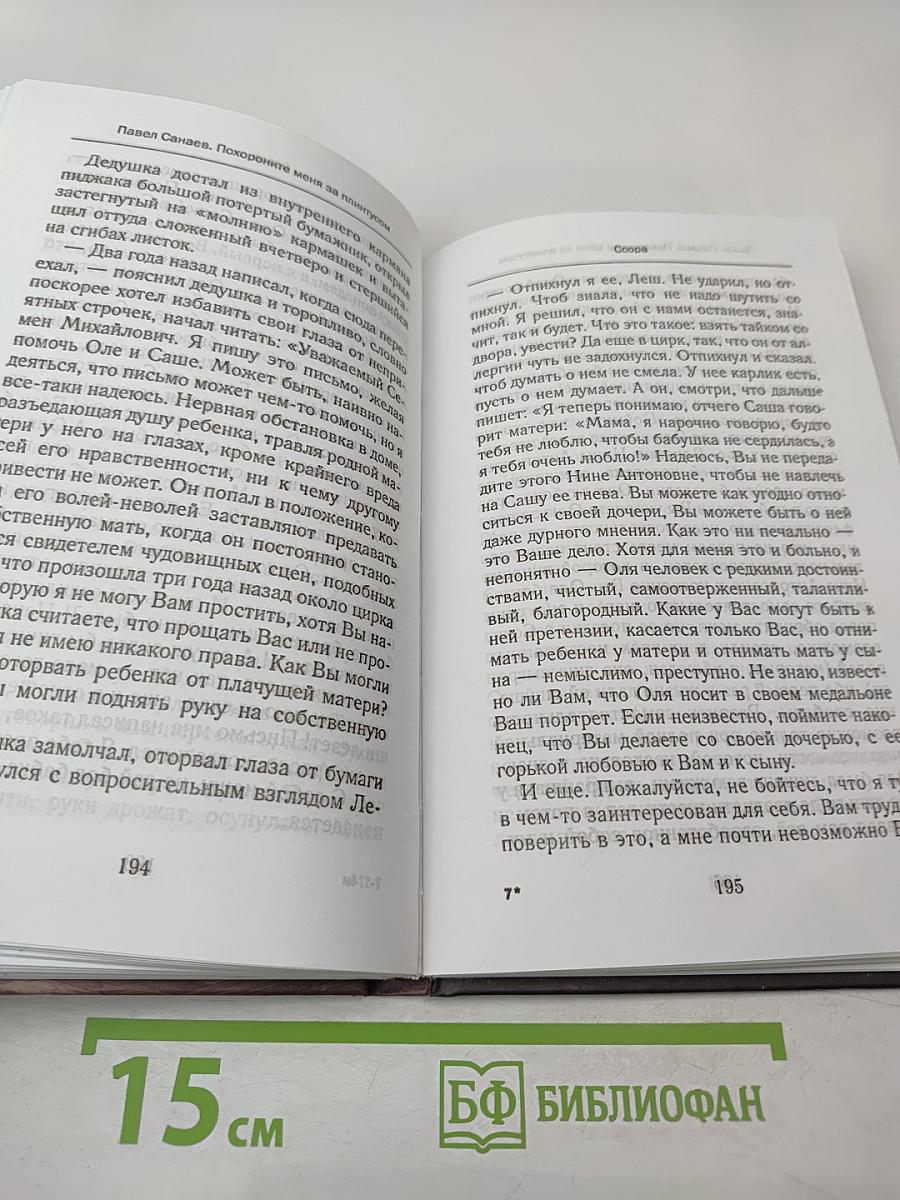 Павел Санаев. Похороните меня за плинтусом
Дедушка достал из внутреннего кармана
пиджака большой потертый бумажник, открыл
застегнутый на «молнию» кармашек и выта-
щил оттуда сложенный вчетверо и стершийся
на сгибах листок.
— Два года назад написал, когда сюда пере-
ехал, — пояснил дедушка и торопливо, словно
поскорее хотел избавить свои глаза от непри-
ятных строчек, начал читать: «Уважаемый Се-
мен Михайлович. Я пишу это письмо, желая
помочь Оле и Саше. Может быть, наивно на-
деяться, что письмо может чем-то помочь, но я
все-таки надеюсь. Нервная обстановка в доме,
разъедающая душу ребенка, травля родной ма-
тери у него на глазах, кроме крайнего вреда
сей его нравственности, ни к чему другому
ривести не может. Он попал в положение, ко-
его волей-неволей заставляют предавать
бственную мать, когда он постоянно стано-
ся свидетелем чудовищных сцен, подобных
что произошла три года назад около цирка
орую я не могу Вам простить, хотя Вы на-
ка считаете, что прощать Вас или не про-
я не имею никакого права. Как Вы могли
оторвать ребенка от плачущей матери?
ы могли поднять руку на собственную
шка замолчал, оторвал глаза от бумаги
улся с вопросительным взглядом Ле-
194
Ссора
— Отпихнул я ее, Леш. Не ударил, но от-
пихнул. Чтоб знала, что не надо шутить со
мной. Я решил, что он с нами остается, зна-
чит, так и будет. Что это такое: взять тайком со
двора, увести? Да еще в цирк, так, что он от ал-
лергии чуть не задохнулся. Отпихнул и сказал,
чтоб думать о нем не смела. У нее карлик есть,
пусть о нем думает. А он, смотри, что дальше
пишет: «Я теперь понимаю, отчего Саша гово-
рит матери: «Мама, я нарочно говорю, будто
тебя не люблю, чтобы бабушка не сердилась, а
я тебя очень люблю!» Надеюсь, Вы не переда-
дите этого Нине Антоновне, чтобы не навлечь
на Сашу ее гнева. Вы можете как угодно отно-
ситься к своей дочери, Вы можете быть о ней
даже дурного мнения. Как это ни печально —
это Ваше дело. Хотя для меня это и больно, и
непонятно — Оля человек с редкими достоин-
ствами, чистый, самоотверженный, талантли-
вый, благородный. Какие у Вас могут быть к
ней претензии, касается только Вас, но отни-
мать ребенка у матери и отнимать мать у сы-
на — немыслимо, преступно. Не знаю, извест-
но ли Вам, что Оля носит в своем медальоне
Ваш портрет. Если неизвестно, поймите нако-
нец, что Вы делаете со своей дочерью, с ее
горькой любовью к Вам и к сыну.
И еще. Пожалуйста, не бойтесь, что я ту
в чем-то заинтересован для себя. Вам труд
поверить в это, а мне почти невозможно В
7*
195
15 см
БФ БИБЛИОФАН